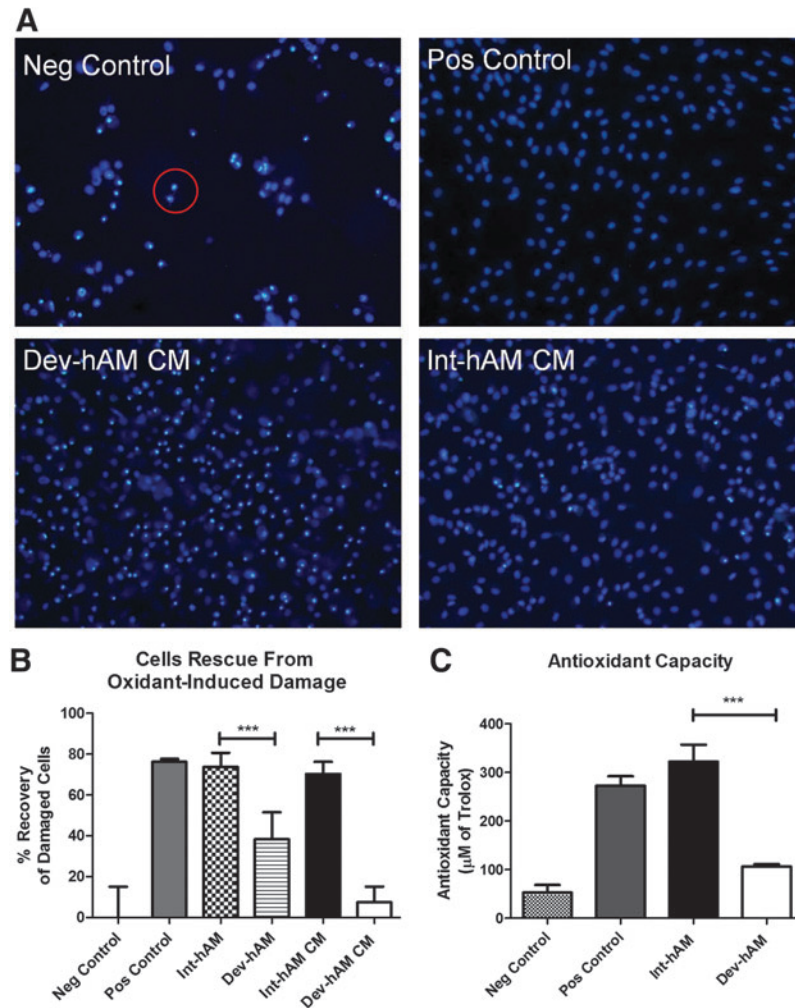 A
Neg Control
Pos Control
Dev-hAM CM
Int-hAM CM
B
Cells Rescue From
Oxidant-Induced Damage
% Recovery
of Damaged Cells
100
80
60
40
20
0
***
***
Neg Control
Pos Control
Int-hAM
Dev-hAM
Int-hAM CM
Dev-hAM CM
C
Antioxidant Capacity
Antioxidant Capacity
(µM of Trolox)
400
300
200
100
0
***
Neg Control
Pos Control
Int-hAM
Dev-hAM